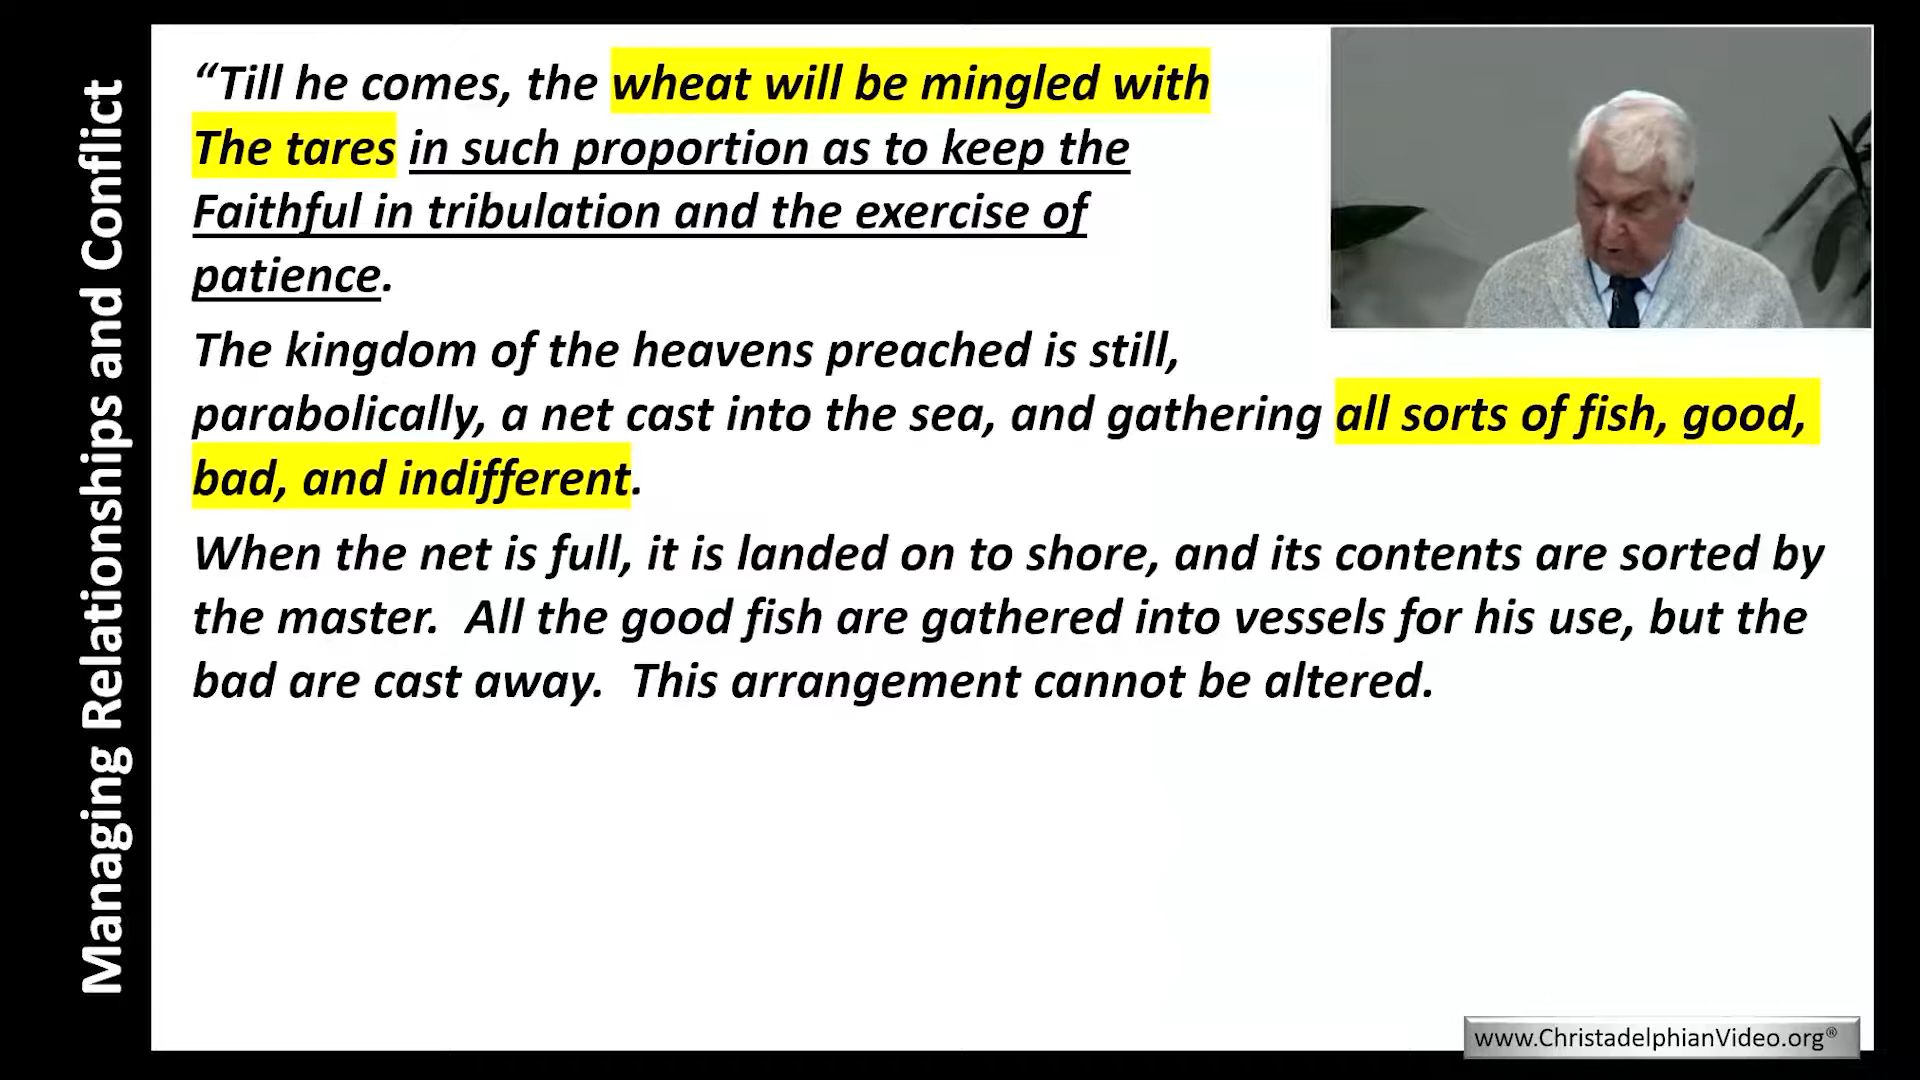 Managing Relationships and Conflict
“Till he comes, the wheat will be mingled with
The tares in such proportion as to keep the
Faithful in tribulation and the exercise of
patience.
The kingdom of the heavens preached is still,
parabolically, a net cast into the sea, and gathering all sorts of fish, good,
bad, and indifferent.
When the net is full, it is landed on to shore, and its contents are sorted by
the master.  All the good fish are gathered into vessels for his use, but the
bad are cast away.  This arrangement cannot be altered.
www.ChristadelphianVideo.org®